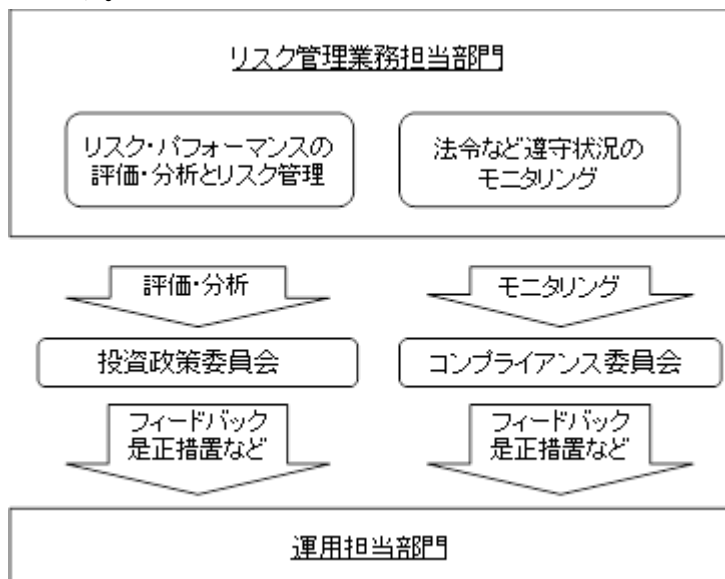 リスク管理業務担当部門
リスク・パフォーマンスの
評価・分析とリスク管理
法令など遵守状況の
モニタリング
評価・分析
モニタリング
投資政策委員会
コンプライアンス委員会
フィードバック
是正措置など
フィードバック
是正措置など
運用担当部門